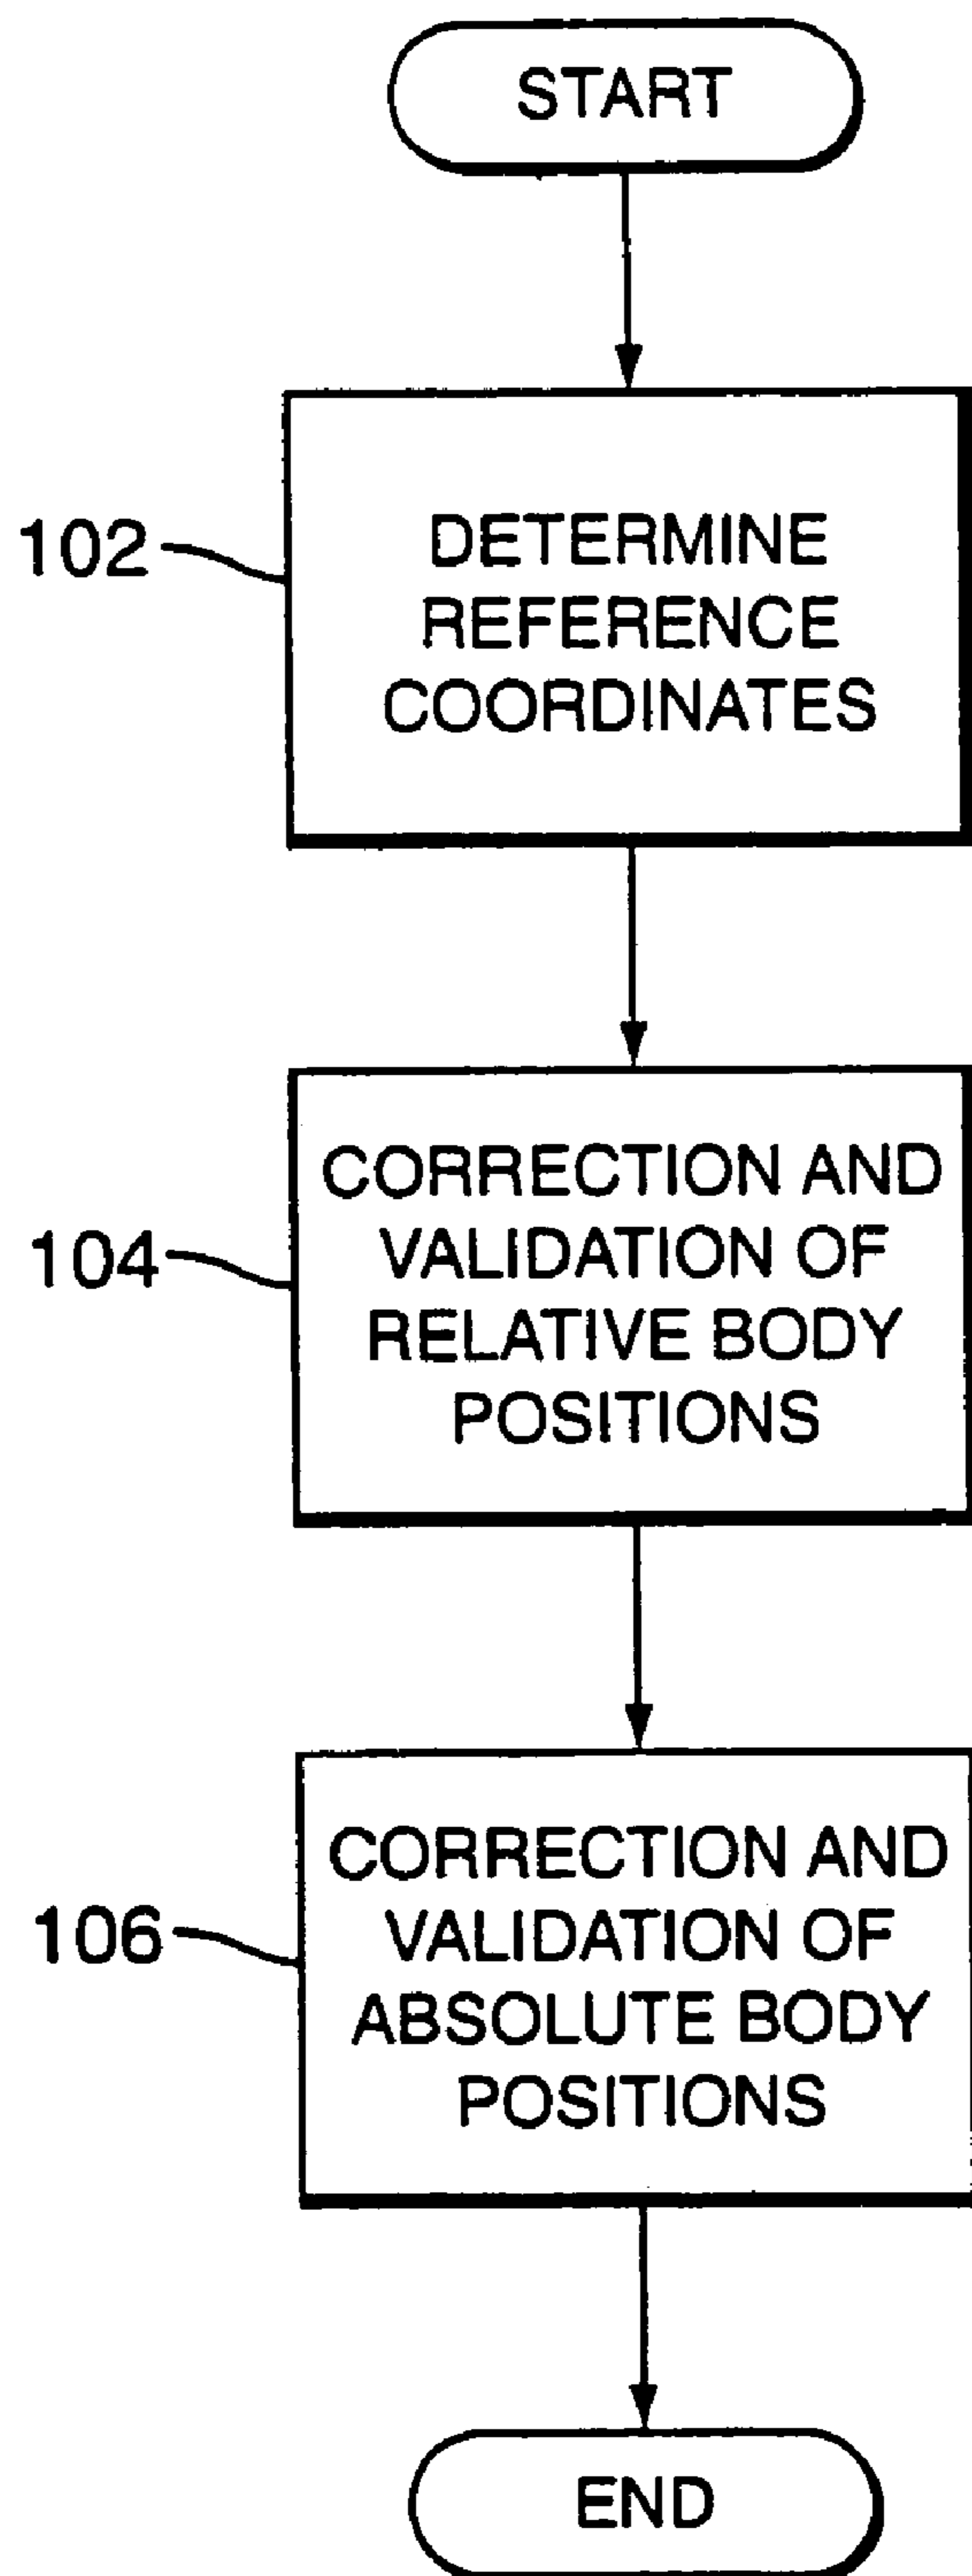 START
102
DETERMINE
REFERENCE
COORDINATES
104
CORRECTION AND
VALIDATION OF
RELATIVE BODY
POSITIONS
106
CORRECTION AND
VALIDATION OF
ABSOLUTE BODY
POSITIONS
END